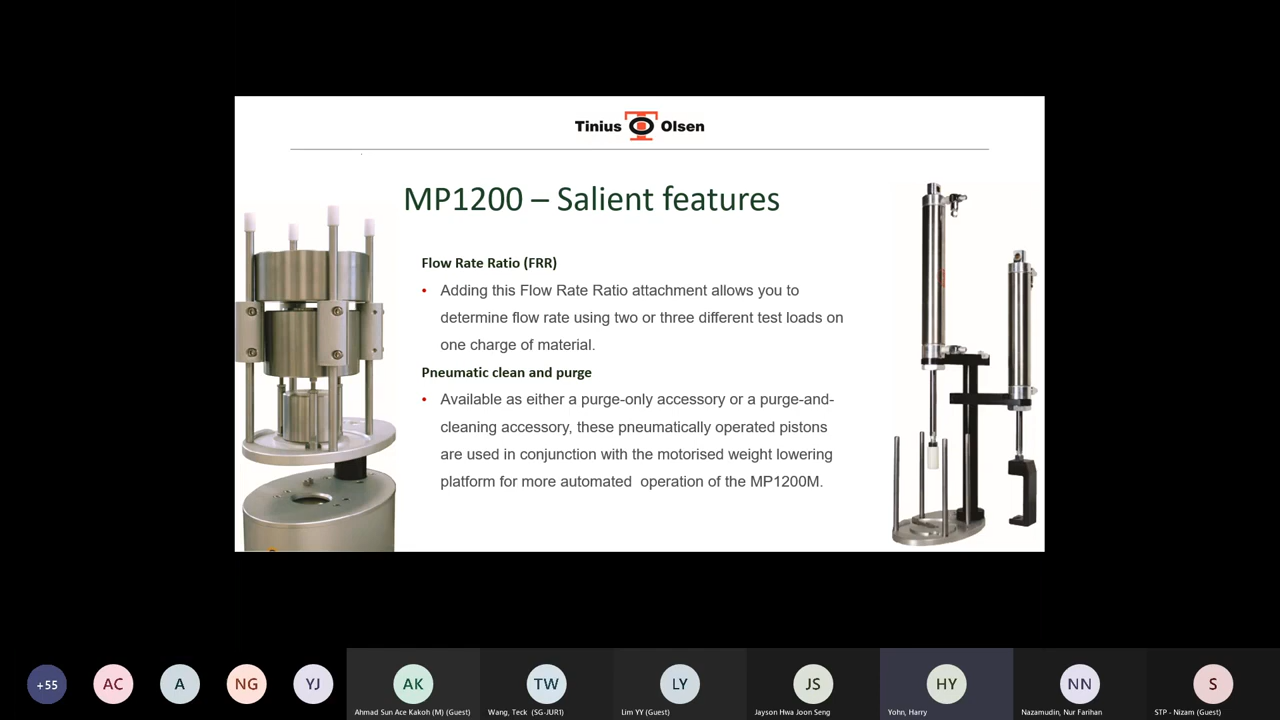 Tinius Olsen
MP1200 – Salient features
Flow Rate Ratio (FRR)
• Adding this Flow Rate Ratio attachment allows you to
determine flow rate using two or three different test loads on
one charge of material.
Pneumatic clean and purge
• Available as either a purge-only accessory or a purge-and-
cleaning accessory, these pneumatically operated pistons
are used in conjunction with the motorised weight lowering
platform for more automated  operation of the MP1200M.
+55 AC A NG YJ AK TW LY JS HY NN S
Ahmad Sun Ace Kakoh (M) (Guest) Wang, Teck (SG-JUR1) Lim YY (Guest) Jayson Hwa Joon Seng Yohn, Harry Nazamudin, Nur Farihan STP - Nizam (Guest)